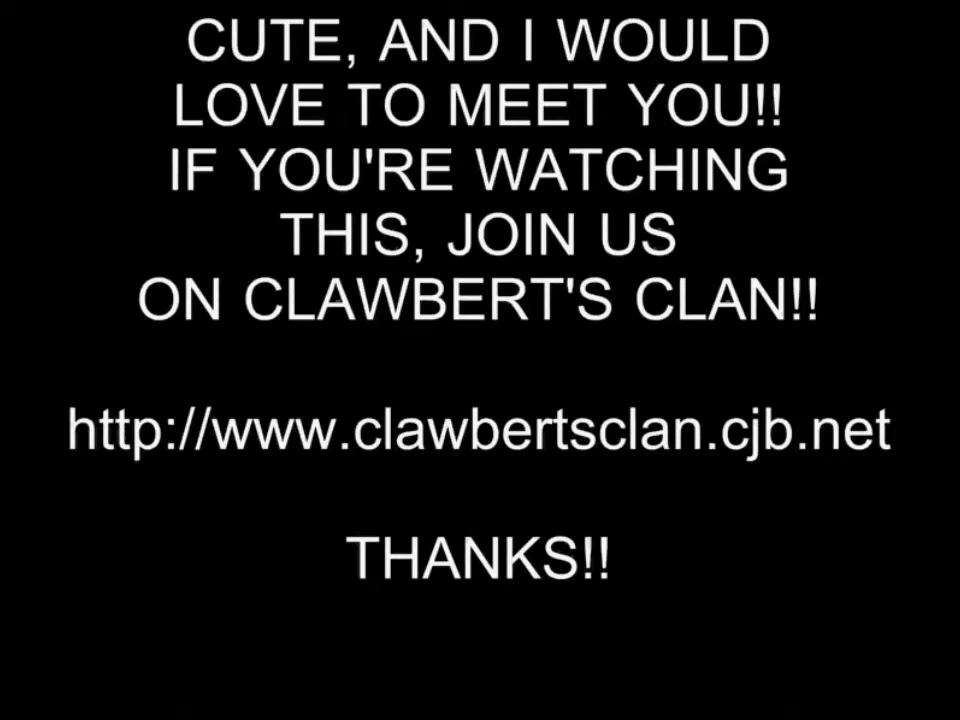 CUTE, AND I WOULD
LOVE TO MEET YOU!!
IF YOU'RE WATCHING
THIS, JOIN US
ON CLAWBERT'S CLAN!!
http://www.clawbertsclan.cjb.net
THANKS!!